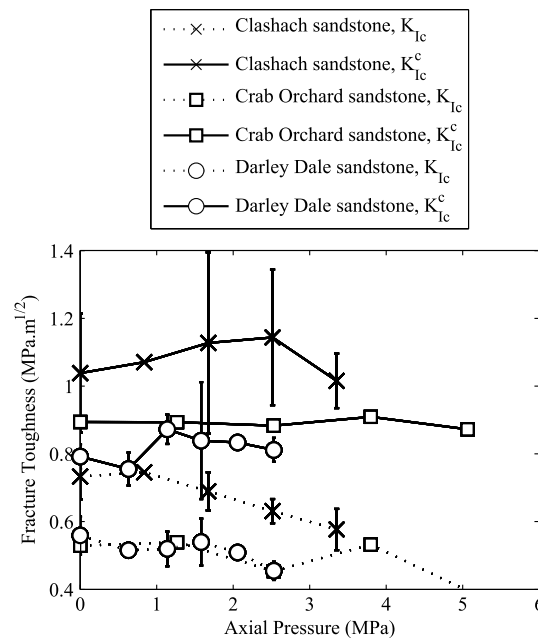 Clashach sandstone, K_Ic
Clashach sandstone, K^c_Ic
Crab Orchard sandstone, K_Ic
Crab Orchard sandstone, K^c_Ic
Darley Dale sandstone, K_Ic
Darley Dale sandstone, K^c_Ic
1.4
1.2
1
0.8
0.6
0.4
Fracture Toughness (MPa.m^1/2)
0 1 2 3 4 5 6
Axial Pressure (MPa)